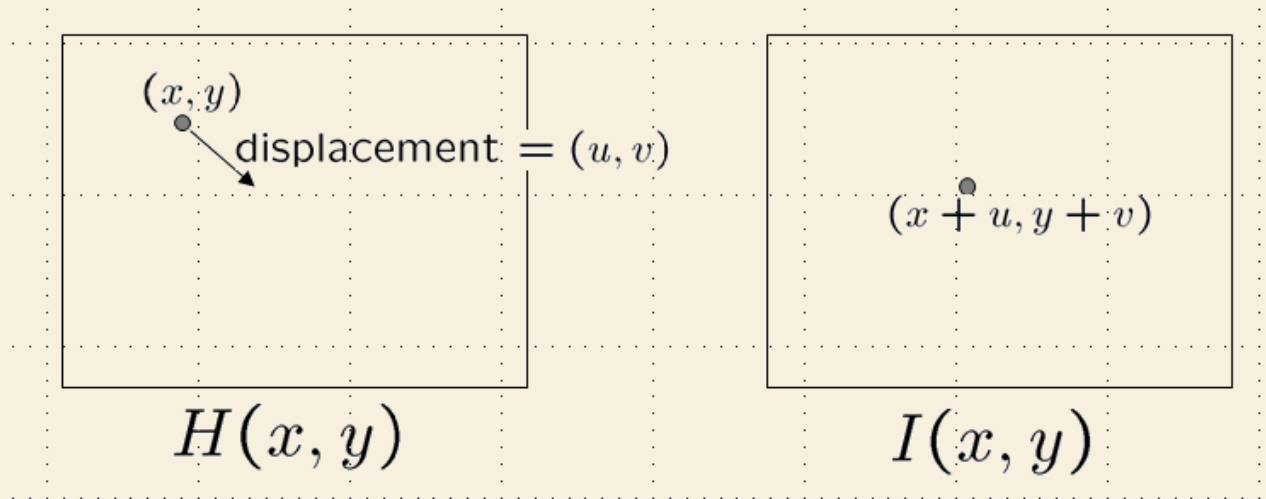 (x, y)
displacement = (u, v)
(x + u, y + v)
H(x, y)
I(x, y)